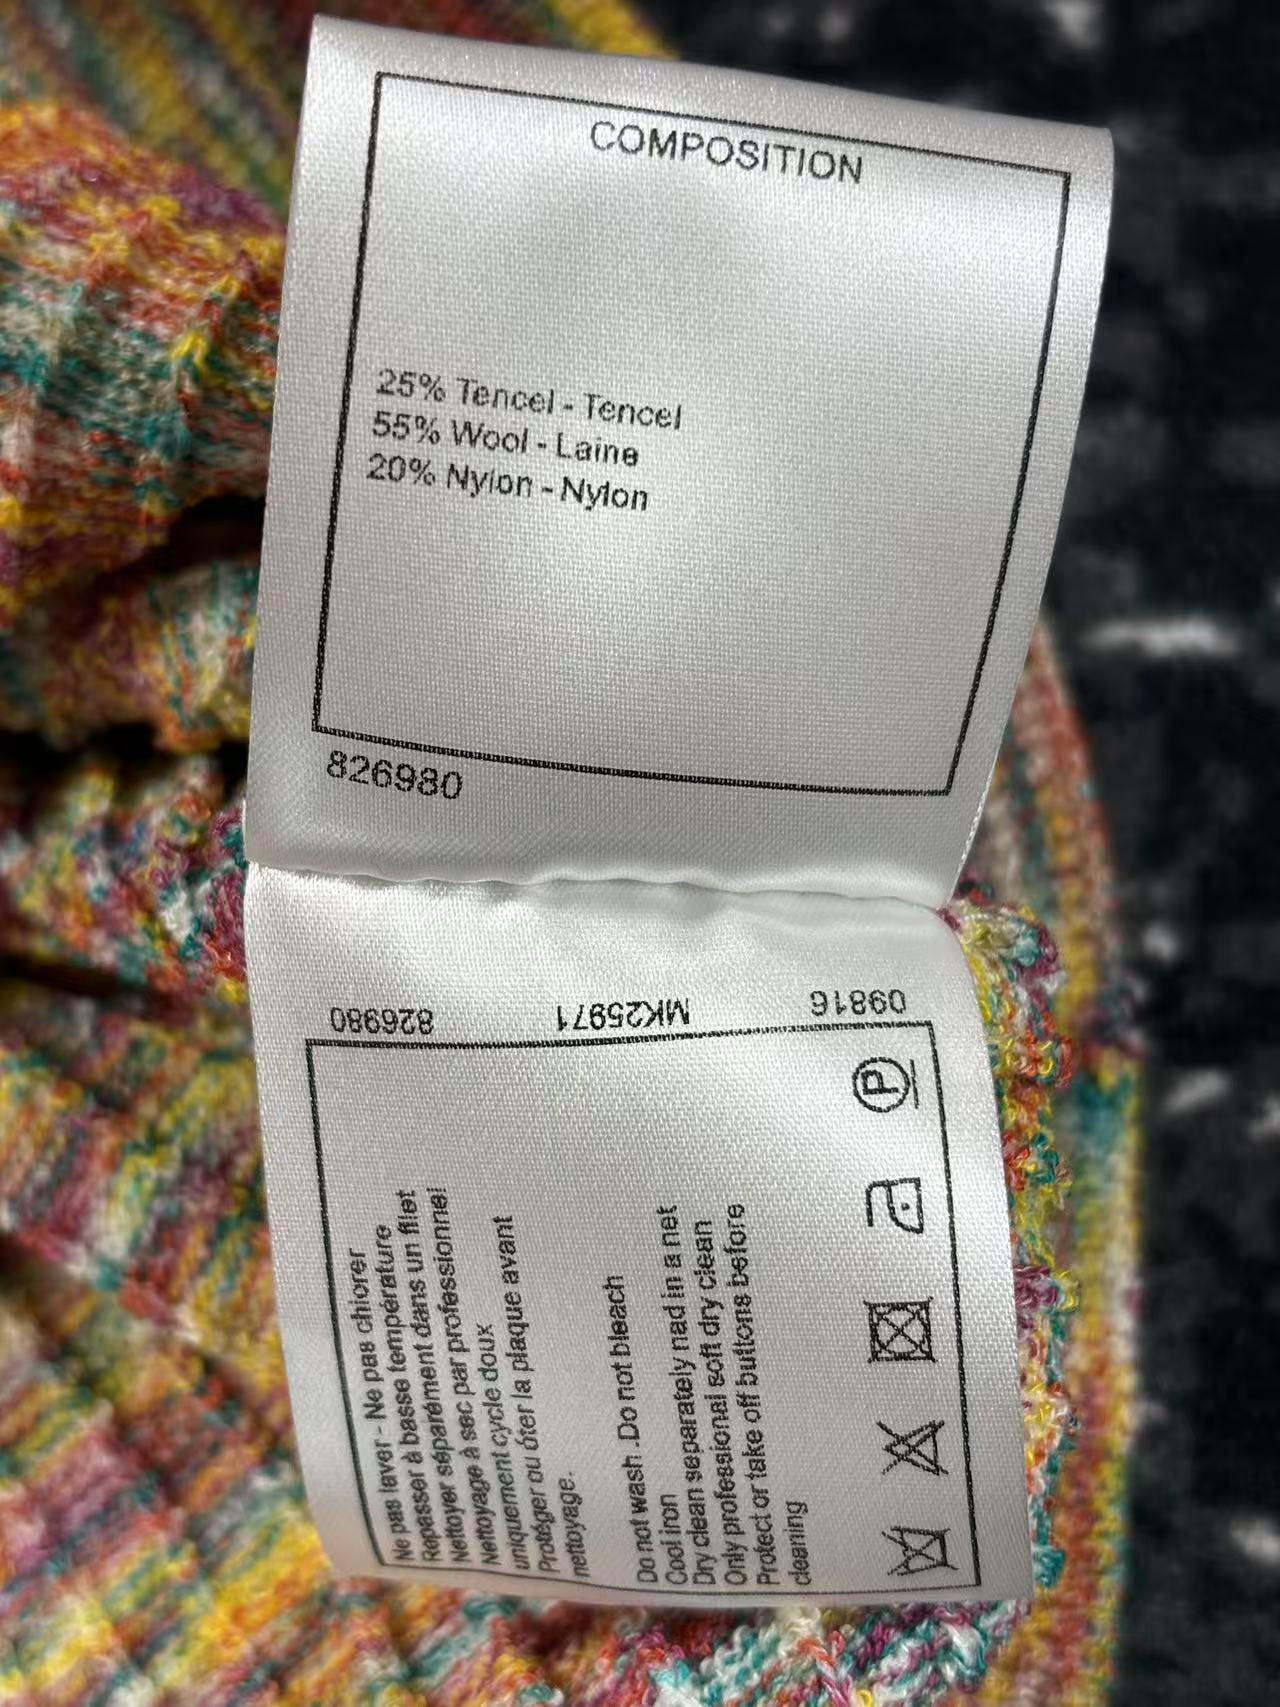 COMPOSITION
25% Tencel - Tencel
55% Wool - Laine
20% Nylon - Nylon
826980
09816
MK25971
826980
Ne pas laver - Ne pas chlorer
Repasser à basse température
Nettoyer séparément dans un filet
Nettoyage à sec par professionnel
uniquement cycle doux
Protéger ou ôter la plaque avant
nettoyage.
Do not wash .Do not bleach
Cool iron
Dry clean separately nad in a net
Only professional soft dry clean
Protect or take off buttons before
cleaning
P